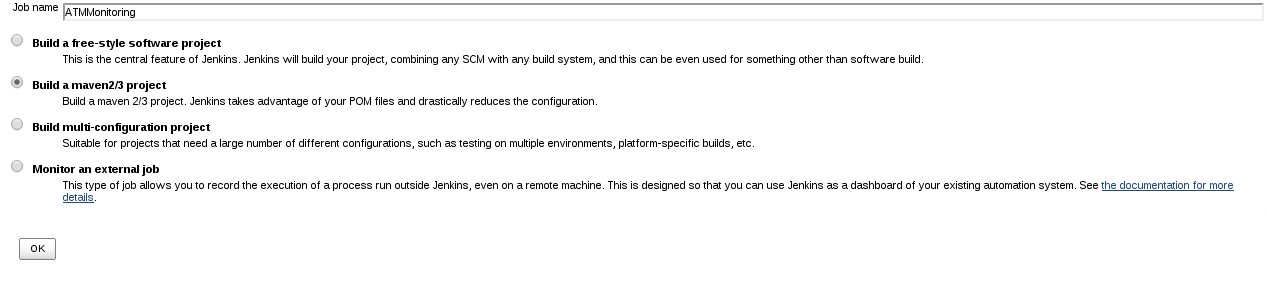 Job name ATMMonitoring
Build a free-style software project
This is the central feature of Jenkins. Jenkins will build your project, combining any SCM with any build system, and this can be even used for something other than software build.
Build a maven2/3 project
Build a maven 2/3 project. Jenkins takes advantage of your POM files and drastically reduces the configuration.
Build multi-configuration project
Suitable for projects that need a large number of different configurations, such as testing on multiple environments, platform-specific builds, etc.
Monitor an external job
This type of job allows you to record the execution of a process run outside Jenkins, even on a remote machine. This is designed so that you can use Jenkins as a dashboard of your existing automation system. See the documentation for more
details.
OK